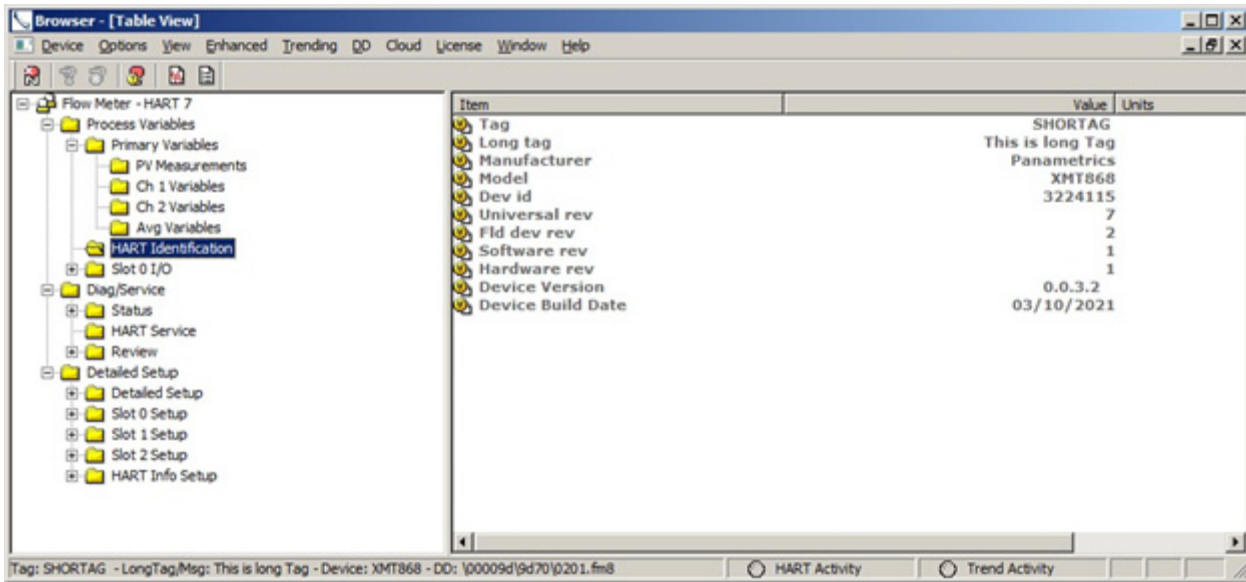 Browser - [Table View]
Device Options View Enhanced Trending DD Cloud License Window Help
Flow Meter - HART 7
Process Variables
Primary Variables
PV Measurements
Ch 1 Variables
Ch 2 Variables
Avg Variables
HART Identification
Slot 0 I/O
Diag/Service
Status
HART Service
Review
Detailed Setup
Detailed Setup
Slot 0 Setup
Slot 1 Setup
Slot 2 Setup
HART Info Setup
Item Value Units
Tag SHORTAG
Long tag This is long Tag
Manufacturer Panametrics
Model XMT868
Dev id 3224115
Universal rev 7
Fld dev rev 2
Software rev 1
Hardware rev 1
Device Version 0.0.3.2
Device Build Date 03/10/2021
Tag: SHORTAG - LongTag/Msg: This is long Tag - Device: XMT868 - DD: \00009d\9d70\0201.fm8 HART Activity Trend Activity